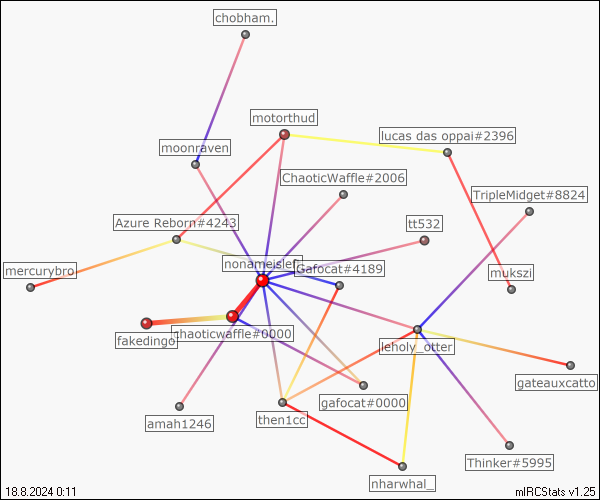 chobham.
motorthud
lucas das oppai#2396
moonraven
ChaoticWaffle#2006
TripleMidget#8824
Azure Reborn#4243
tt532
nonameisleft
Gafocat#4189
mercurybro
mukszi
fakedingo
chaoticwaffle#0000
leholy_otter
gateauxcatto
gafocat#0000
amah1246
then1cc
Thinker#5995
nharwhal_
18.8.2024 0:11
mIRCStats v1.25